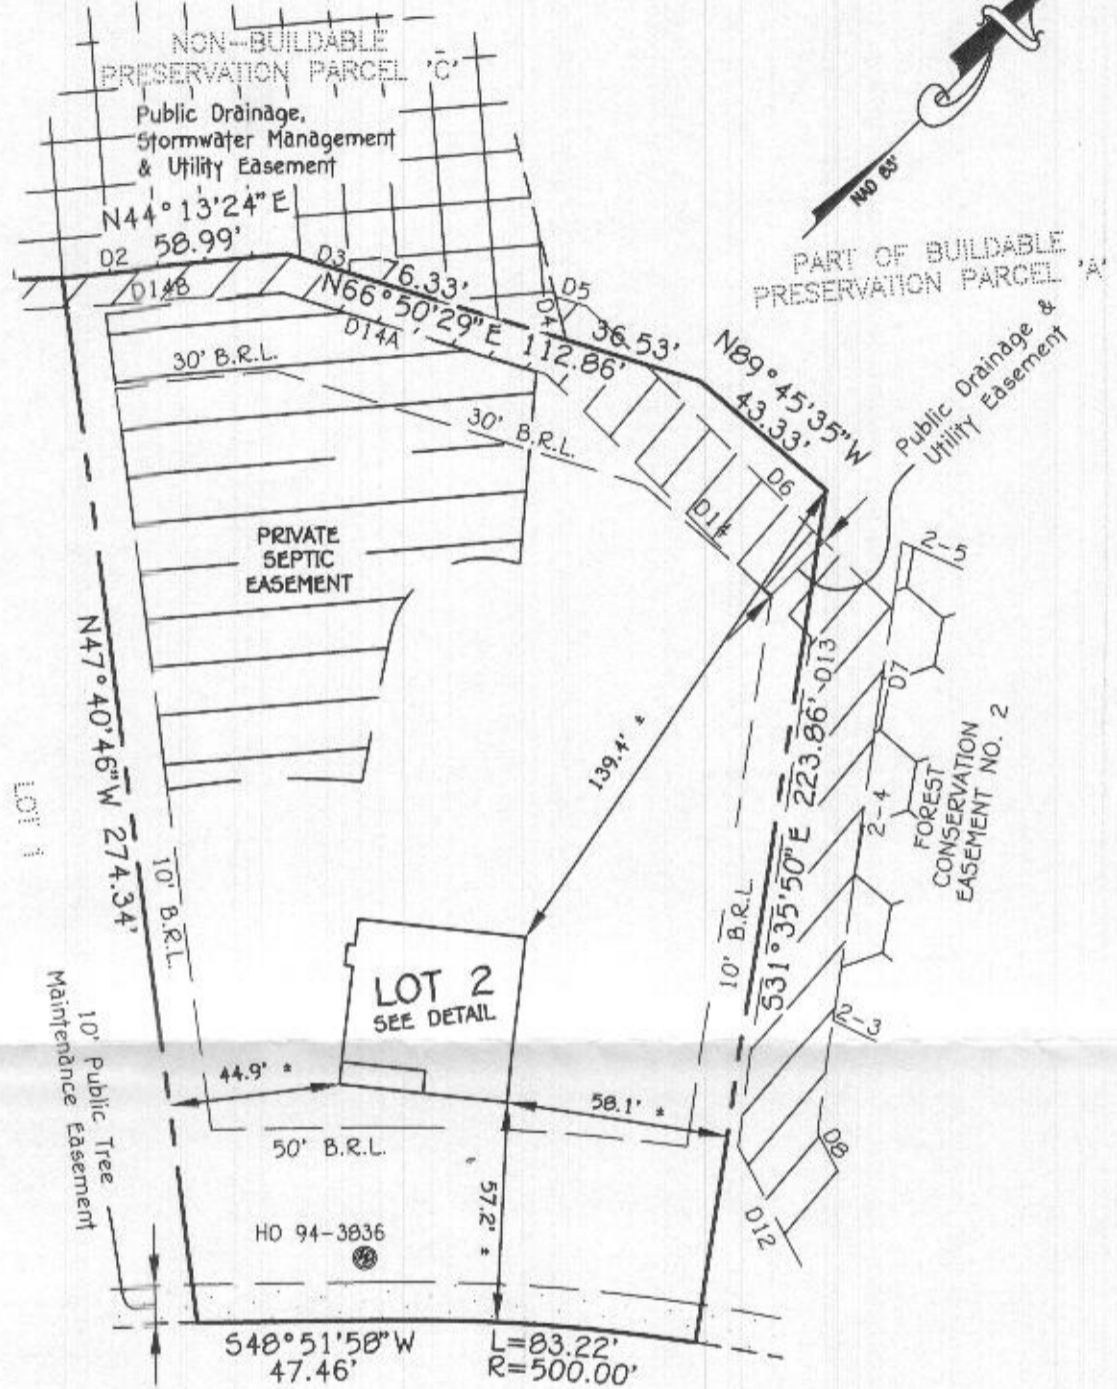 NON-BUILDABLE
PRESERVATION PARCEL 'C'
Public Drainage,
Stormwater Management
& Utility Easement
N44°13'24"E
58.99'
D2
D3
D14B
76.33'
N66°50'29"E 112.86'
D14A
D4
D5
36.53'
NAD 83'
PART OF BUILDABLE
PRESERVATION PARCEL 'A'
N89°45'35"W
43.33'
Public Drainage &
Utility Easement
30' B.R.L.
30' B.R.L.
D6
D14
PRIVATE
SEPTIC
EASEMENT
2-5
D13
D7
N47°40'46"W 274.34'
LOT 1
139.4' ±
S31°35'50"E 223.86'
2-4
FOREST
CONSERVATION
EASEMENT NO. 2
10' B.R.L.
10' B.R.L.
LOT 2
SEE DETAIL
2-3
10' Public Tree
Maintenance Easement
44.9' ±
58.1' ±
50' B.R.L.
57.2' ±
D8
D12
HO 94-3836
S48°51'58"W
47.46'
L=83.22'
R=500.00'